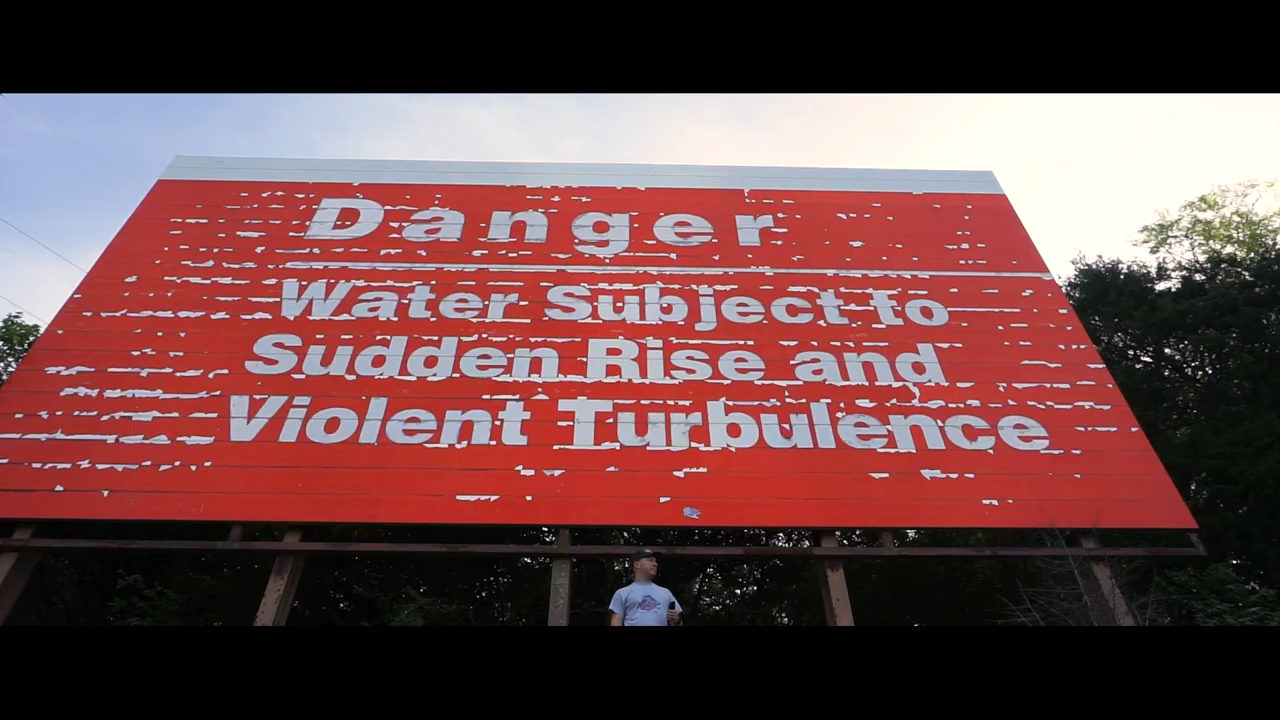 Danger
Water Subject to
Sudden Rise and
Violent Turbulence